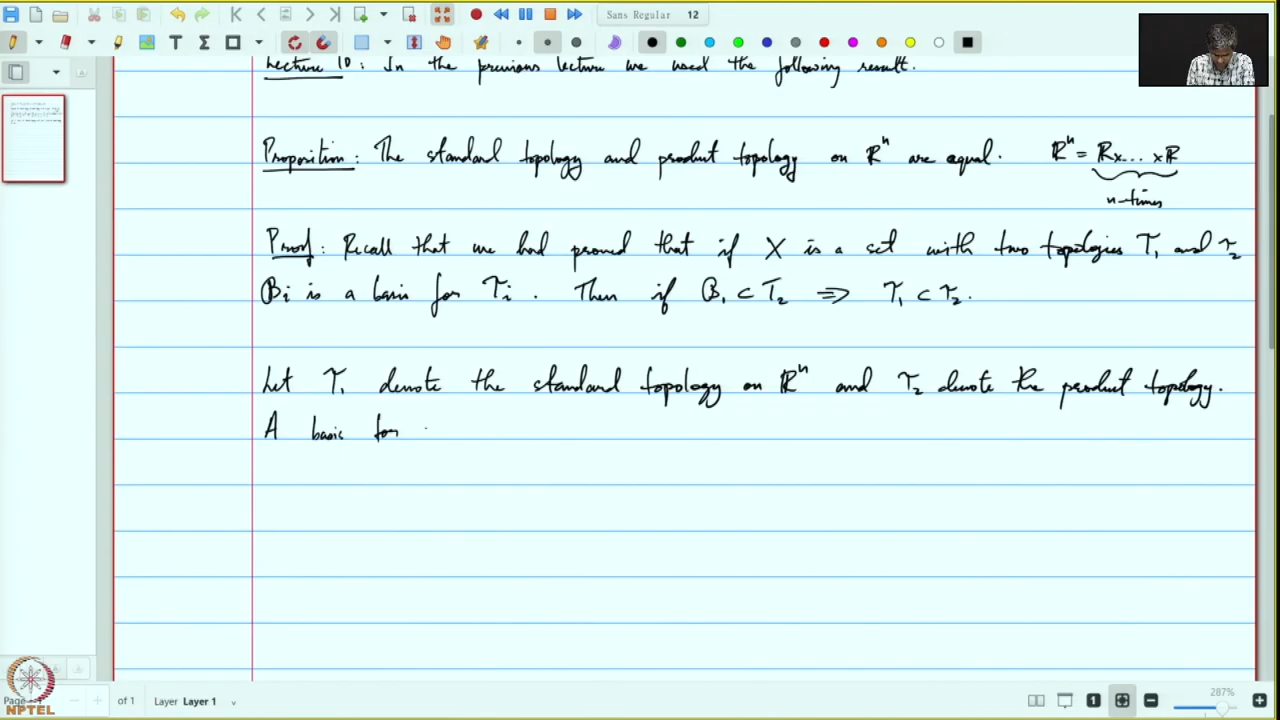 Sans Regular 12
Lecture 10: In the previous lecture we used the following result.
Proposition: The standard topology and product topology on ℝⁿ are equal. ℝⁿ = ℝ×...×ℝ
n-times
Proof: Recall that we had proved that if X is a set with two topologies τ₁ and τ₂
ℬᵢ is a basis for τᵢ. Then if ℬ₁ ⊂ τ₂ ⟹ τ₁ ⊂ τ₂.
Let τ₁ denote the standard topology on ℝⁿ and τ₂ denote the product topology.
A basis for
Page
of 1
Layer Layer 1
287%
NPTEL